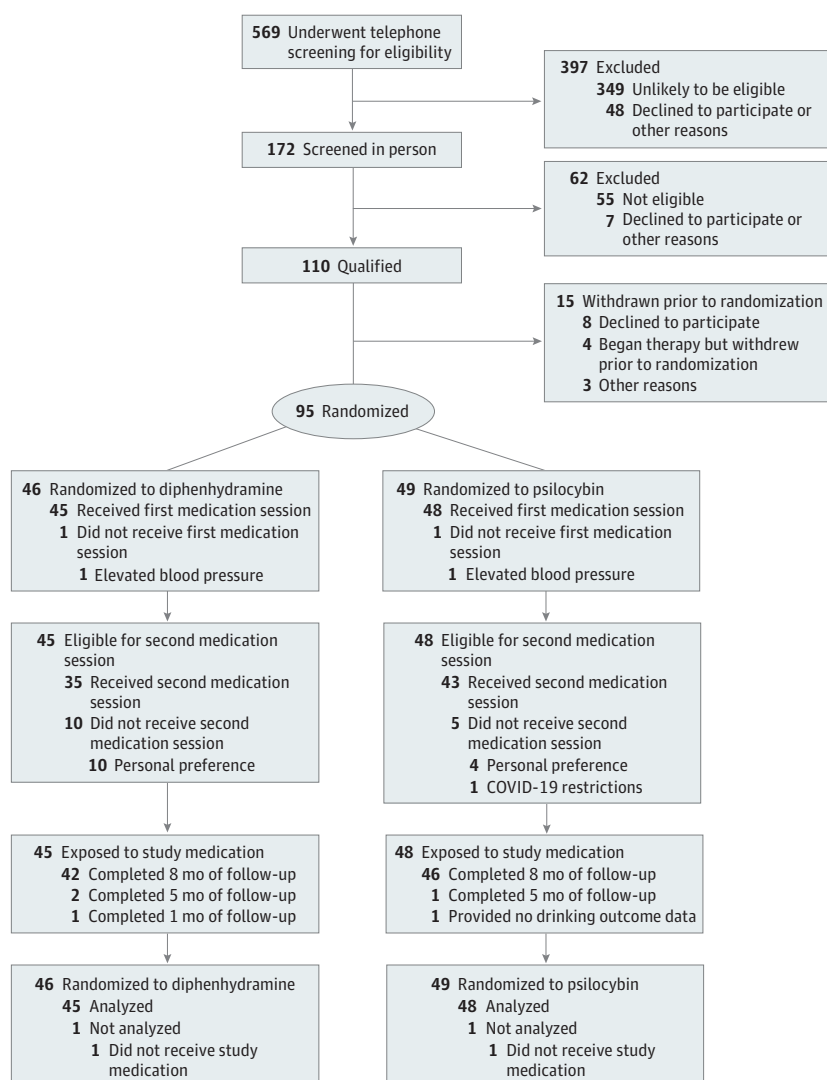 569 Underwent telephone
screening for eligibility
397 Excluded
349 Unlikely to be eligible
48 Declined to participate or
other reasons
172 Screened in person
62 Excluded
55 Not eligible
7 Declined to participate or
other reasons
110 Qualified
15 Withdrawn prior to randomization
8 Declined to participate
4 Began therapy but withdrew
prior to randomization
3 Other reasons
95 Randomized
46 Randomized to diphenhydramine
45 Received first medication session
1 Did not receive first medication
session
1 Elevated blood pressure
49 Randomized to psilocybin
48 Received first medication session
1 Did not receive first medication
session
1 Elevated blood pressure
45 Eligible for second medication
session
35 Received second medication
session
10 Did not receive second
medication session
10 Personal preference
48 Eligible for second medication
session
43 Received second medication
session
5 Did not receive second
medication session
4 Personal preference
1 COVID-19 restrictions
45 Exposed to study medication
42 Completed 8 mo of follow-up
2 Completed 5 mo of follow-up
1 Completed 1 mo of follow-up
48 Exposed to study medication
46 Completed 8 mo of follow-up
1 Completed 5 mo of follow-up
1 Provided no drinking outcome data
46 Randomized to diphenhydramine
45 Analyzed
1 Not analyzed
1 Did not receive study
medication
49 Randomized to psilocybin
48 Analyzed
1 Not analyzed
1 Did not receive study
medication